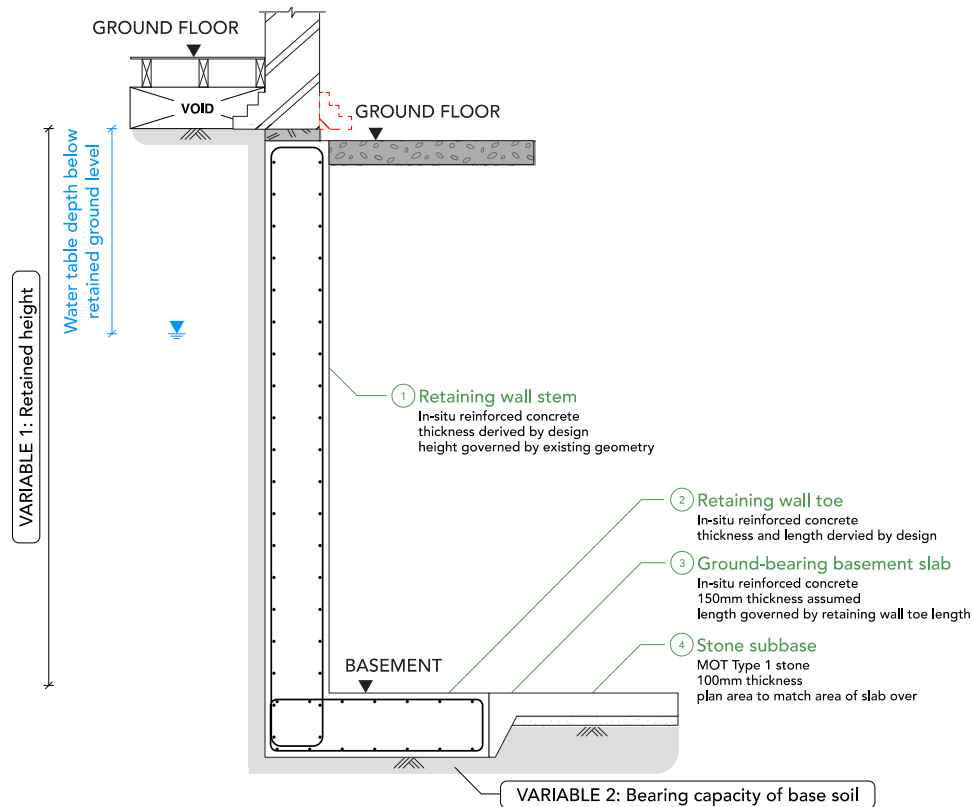 GROUND FLOOR
VOID
GROUND FLOOR
Water table depth below
retained ground level
VARIABLE 1: Retained height
1 Retaining wall stem
In-situ reinforced concrete
thickness derived by design
height governed by existing geometry
2 Retaining wall toe
In-situ reinforced concrete
thickness and length dervied by design
3 Ground-bearing basement slab
In-situ reinforced concrete
150mm thickness assumed
length governed by retaining wall toe length
4 Stone subbase
MOT Type 1 stone
100mm thickness
plan area to match area of slab over
BASEMENT
VARIABLE 2: Bearing capacity of base soil